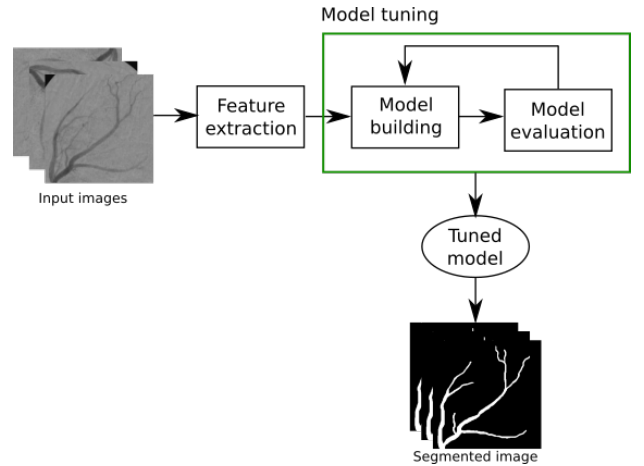 Model tuning
Feature
extraction
Model
building
Model
evaluation
Input images
Tuned
model
Segmented image